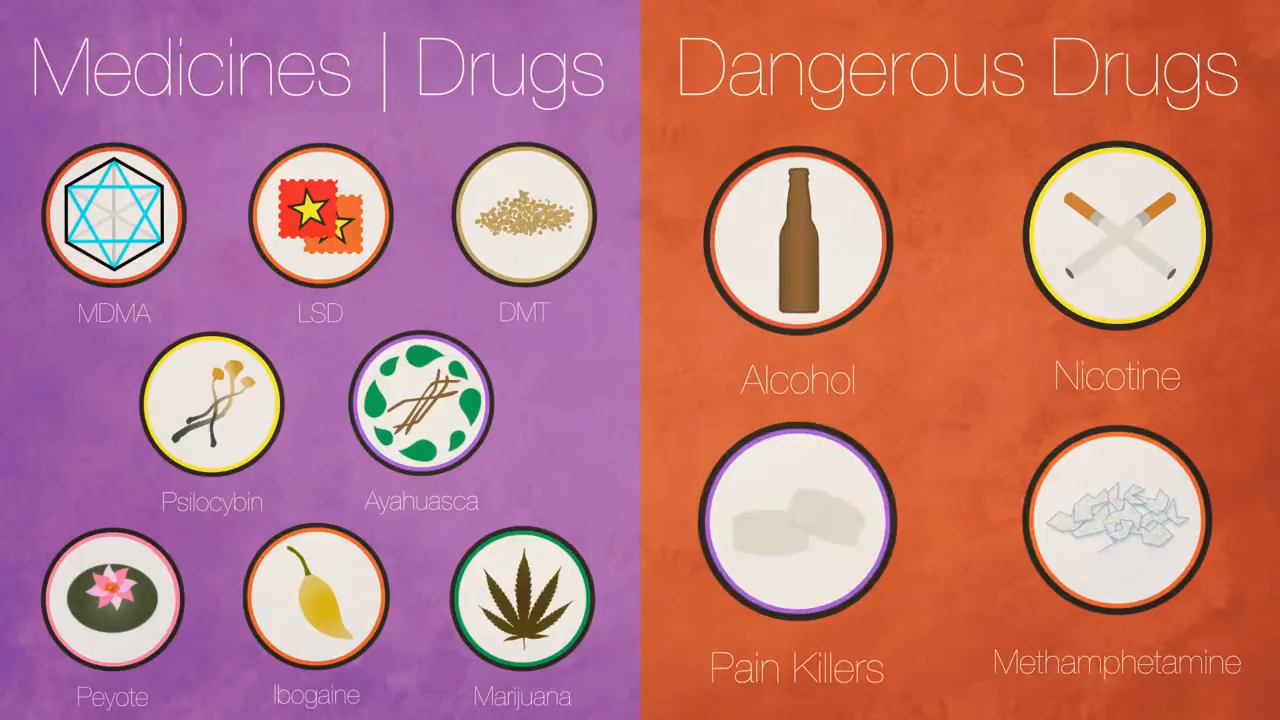 Medicines | Drugs
MDMA
LSD
DMT
Psilocybin
Ayahuasca
Peyote
Ibogaine
Marijuana
Dangerous Drugs
Alcohol
Nicotine
Pain Killers
Methamphetamine